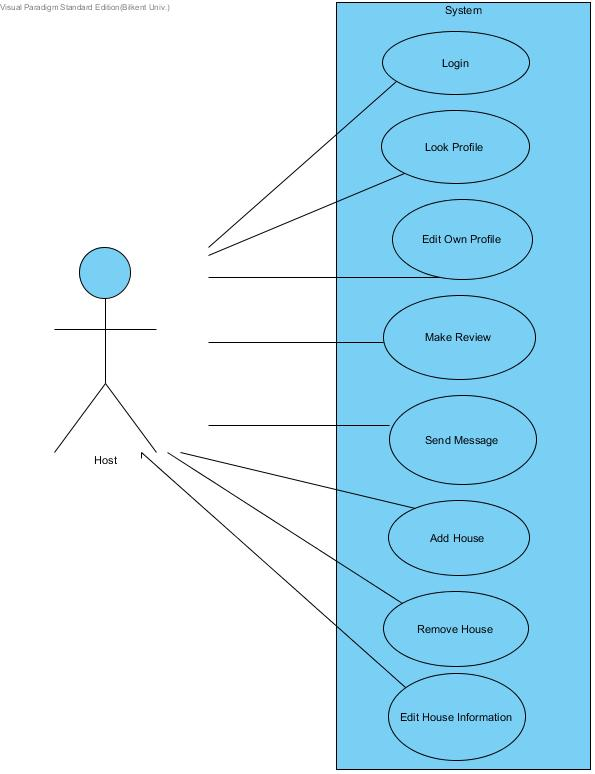 Visual Paradigm Standard Edition(Bilkent Univ.)
System
Login
Look Profile
Edit Own Profile
Make Review
Send Message
Host
Add House
Remove House
Edit House Information